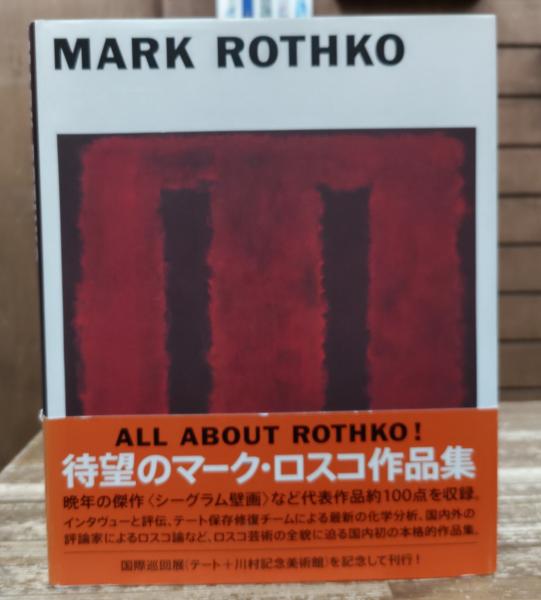 MARK ROTHKO
ALL ABOUT ROTHKO!
待望のマーク・ロスコ作品集
晩年の傑作〈シーグラム壁画〉など代表作品約100点を収録。
インタヴューと評伝、テート保存修復チームによる最新の化学分析、国内外の
評論家によるロスコ論など、ロスコ芸術の全貌に迫る国内初の本格的作品集。
国際巡回展〈テート+川村記念美術館〉を記念して刊行!